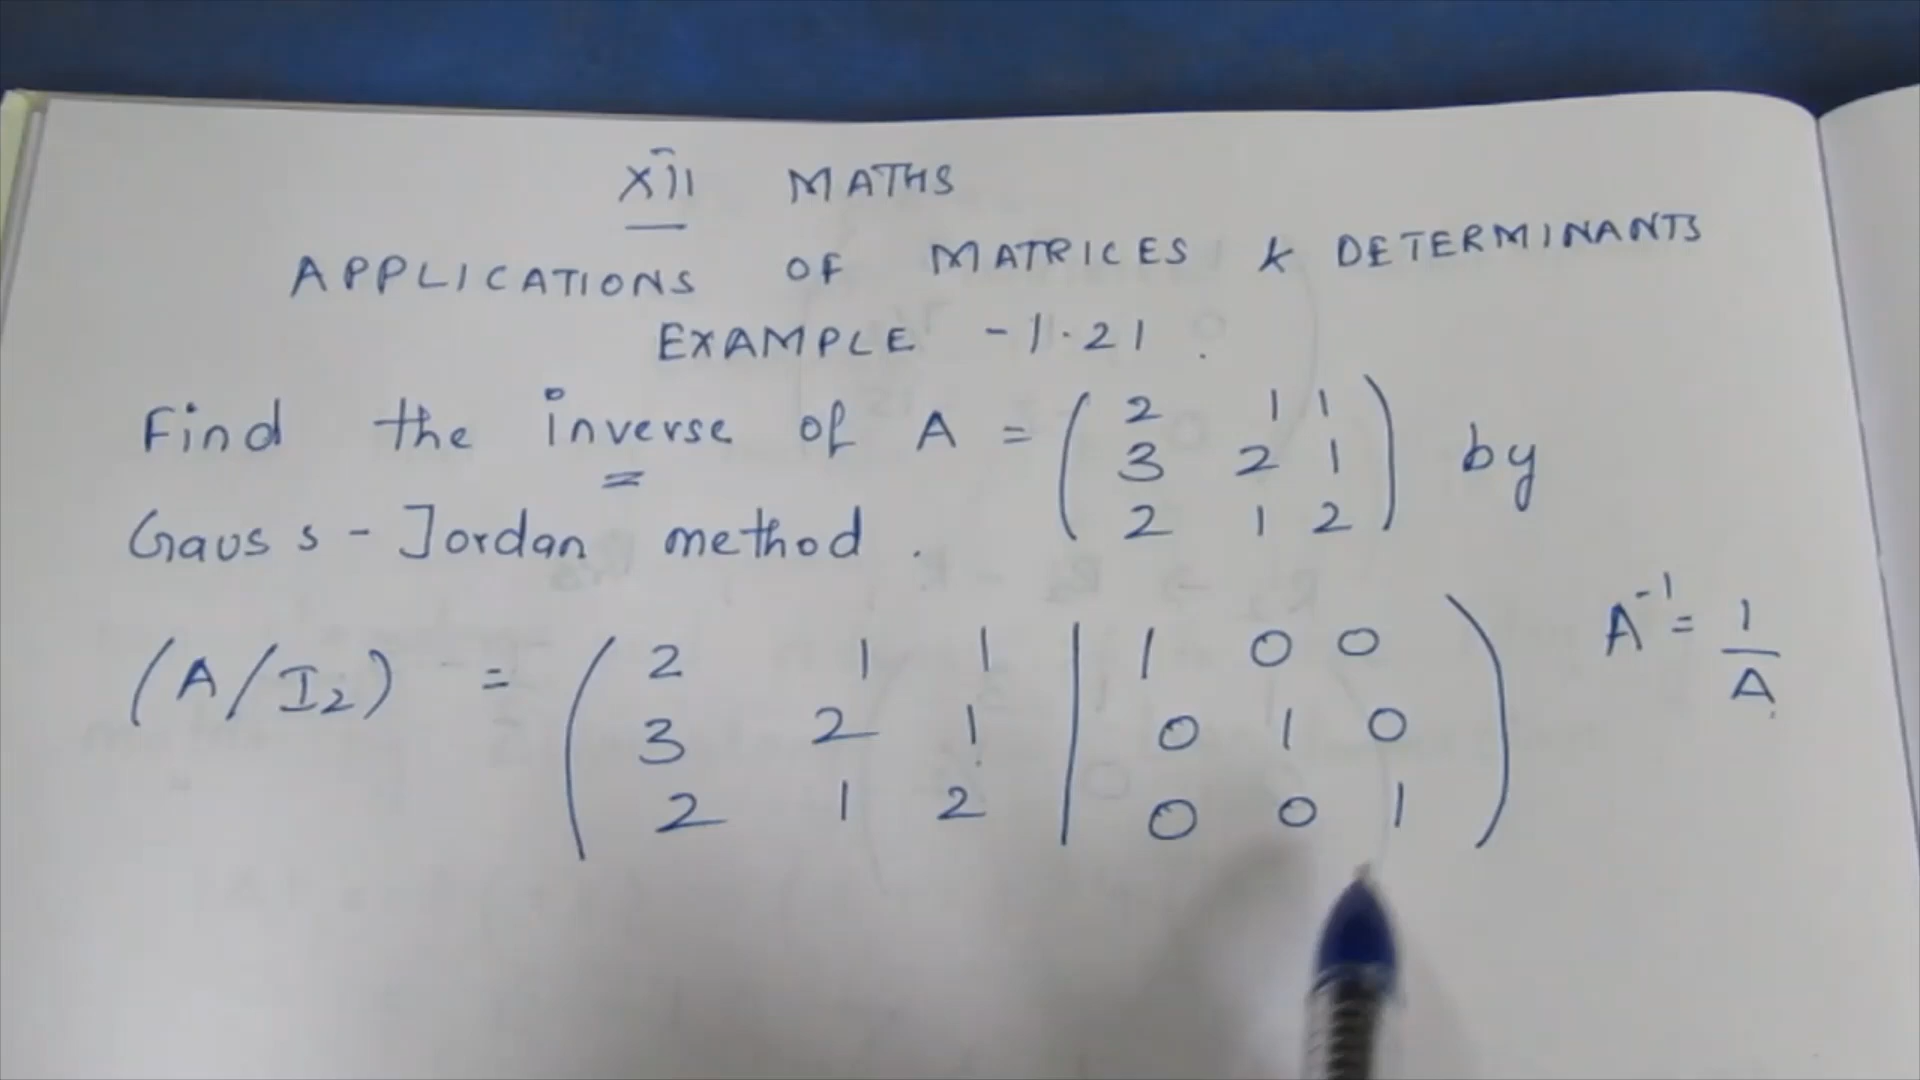 XII MATHS
APPLICATIONS OF MATRICES & DETERMINANTS
EXAMPLE - 1.21.
Find the inverse of A = ( 2 1 1
3 2 1
2 1 2 ) by
Gauss - Jordan method.
(A/I2) = ( 2 1 1 | 1 0 0
3 2 1 | 0 1 0
2 1 2 | 0 0 1 )
A⁻¹ = 1/A